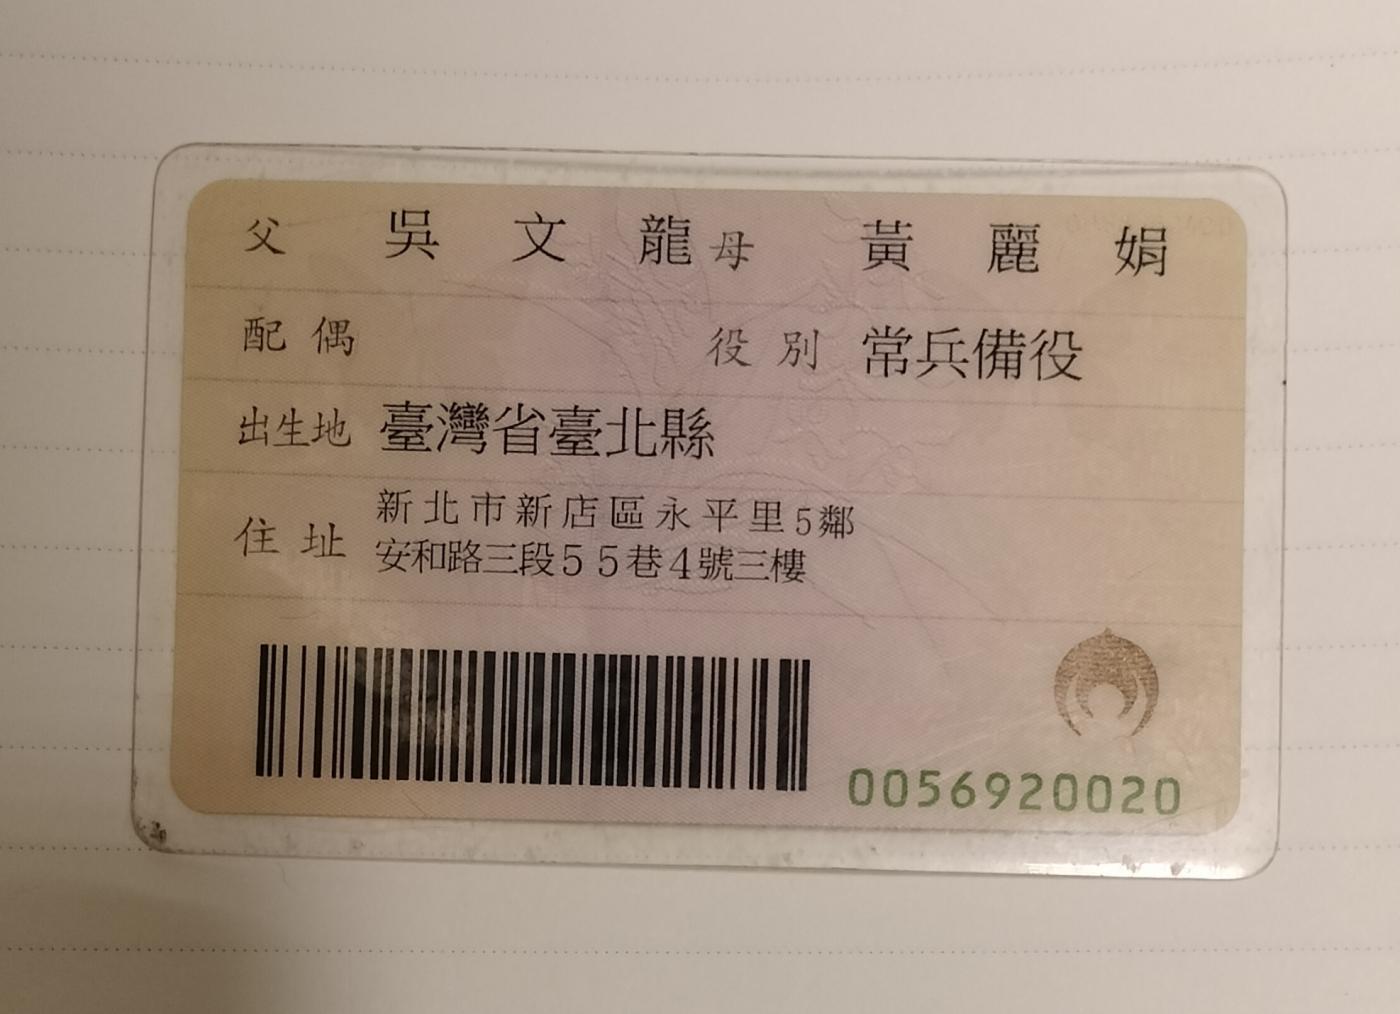 父 吳文龍 母 黃麗娟
配偶 役別 常兵備役
出生地 臺灣省臺北縣
住址 新北市新店區永平里5鄰
安和路三段55巷4號三樓
0056920020